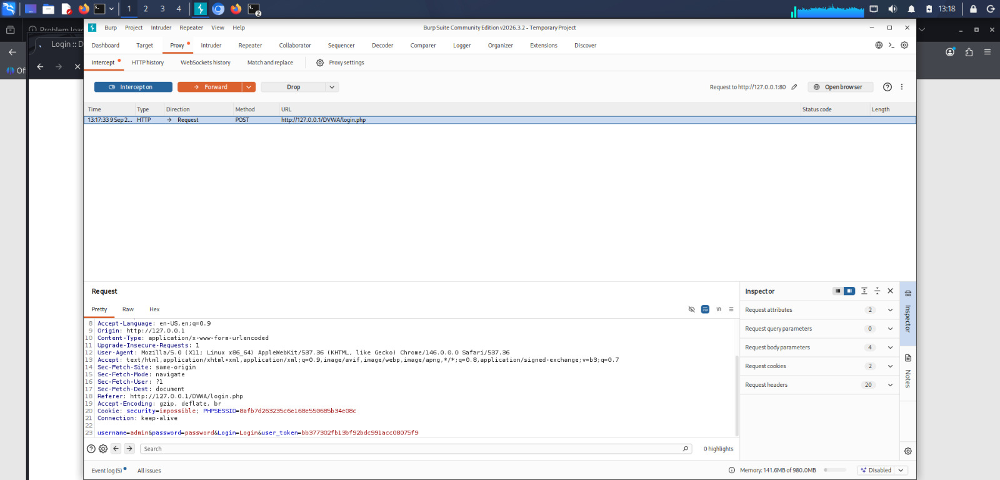 1 2 3 4 2 13:18
Problem loa
Burp Project Intruder Repeater View Help Burp Suite Community Edition v2026.3.2 - Temporary Project
Login :: D
Dashboard Target Proxy Intruder Repeater Collaborator Sequencer Decoder Comparer Logger Organizer Extensions Discover
Of
Intercept HTTP history WebSockets history Match and replace Proxy settings
Intercept on Forward Drop Request to http://127.0.0.1:80 Open browser
Time Type Direction Method URL Status code Length
13:17:33 9 Sep 2... HTTP Request POST http://127.0.0.1/DVWA/login.php
Request Inspector
Pretty Raw Hex \n
Request attributes 2
Request query parameters 0
Request body parameters 4
Request cookies 2
Request headers 20
Inspector
Notes
8 Accept-Language: en-US,en;q=0.9
9 Origin: http://127.0.0.1
10 Content-Type: application/x-www-form-urlencoded
11 Upgrade-Insecure-Requests: 1
12 User-Agent: Mozilla/5.0 (X11; Linux x86_64) AppleWebKit/537.36 (KHTML, like Gecko) Chrome/146.0.0.0 Safari/537.36
13 Accept: text/html,application/xhtml+xml,application/xml;q=0.9,image/avif,image/webp,image/apng,*/*;q=0.8,application/signed-exchange;v=b3;q=0.7
14 Sec-Fetch-Site: same-origin
15 Sec-Fetch-Mode: navigate
16 Sec-Fetch-User: ?1
17 Sec-Fetch-Dest: document
18 Referer: http://127.0.0.1/DVWA/login.php
19 Accept-Encoding: gzip, deflate, br
20 Cookie: security=impossible; PHPSESSID=8afb7d263235c6e168e550685b34e08c
21 Connection: keep-alive
22
23 username=admin&password=password&Login=Login&user_token=bb377302fb13bf92bdc991acc08075f9
Search 0 highlights
Event log (5) All issues Memory: 141.6MB of 980.0MB Disabled